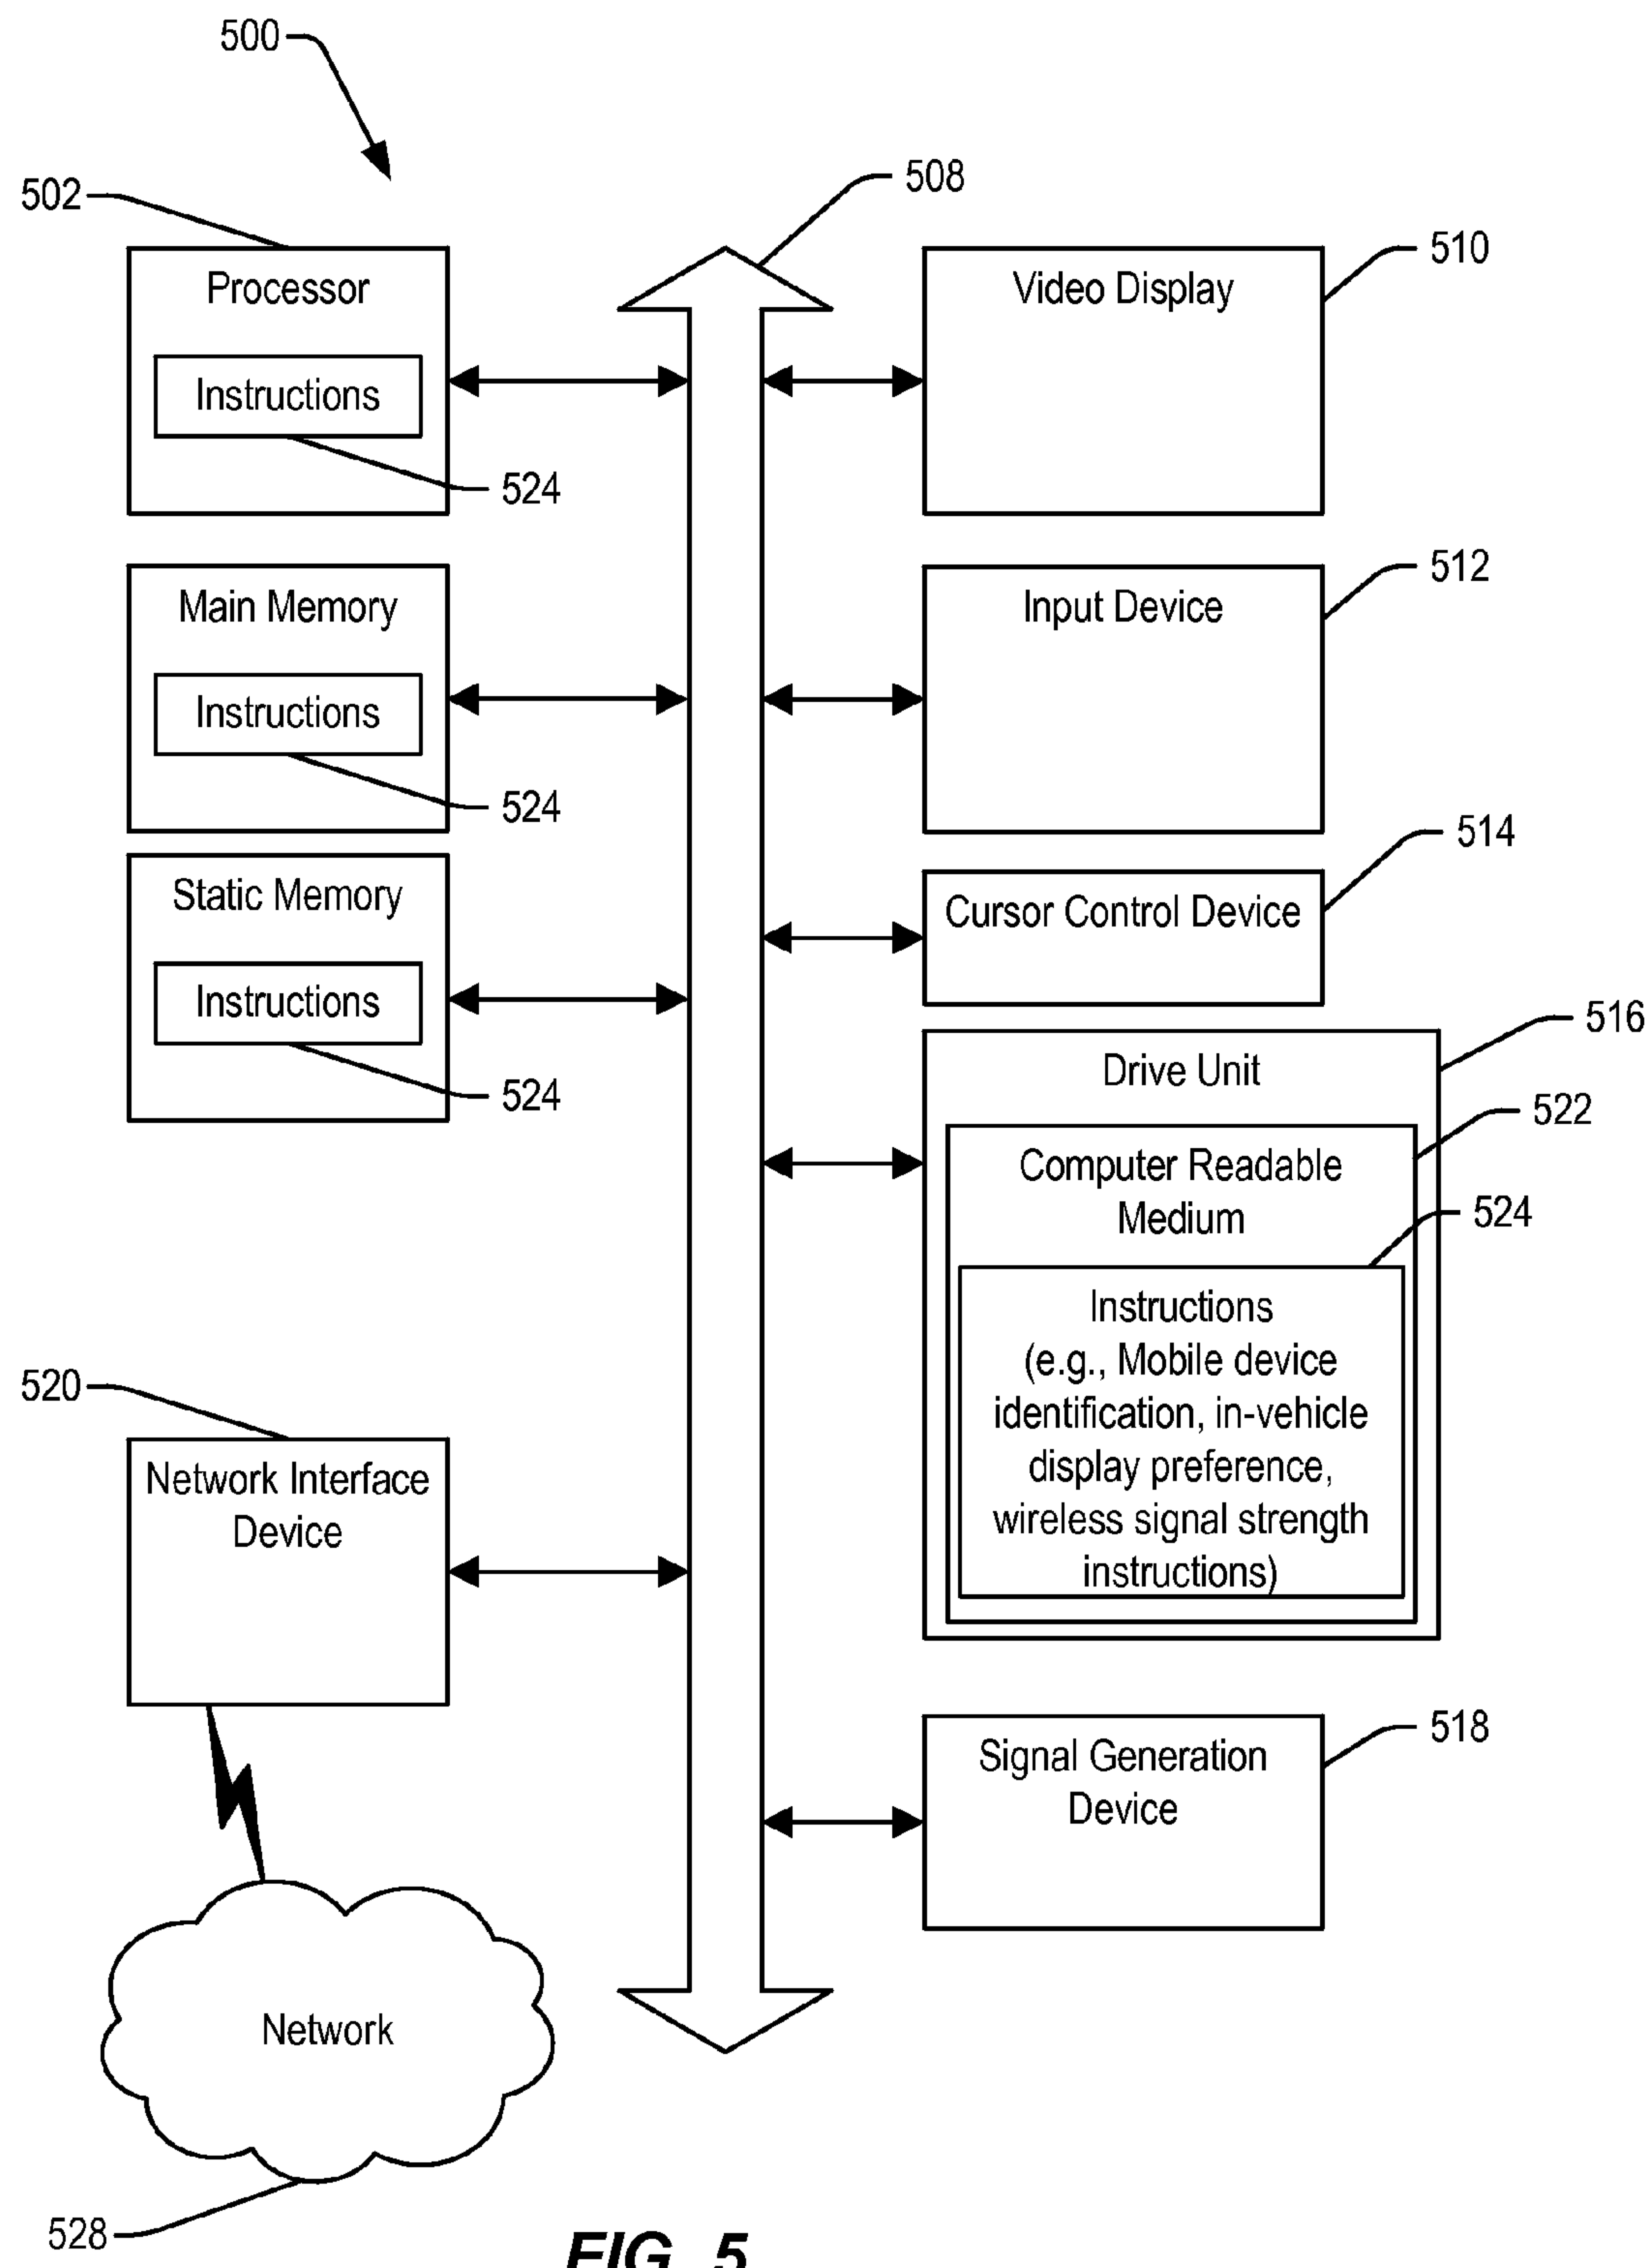 500
502
508
Processor
Instructions
524
Video Display
510
Main Memory
Instructions
524
Input Device
512
Static Memory
Instructions
524
Cursor Control Device
514
Drive Unit
516
Computer Readable
Medium
522
Instructions
(e.g., Mobile device
identification, in-vehicle
display preference,
wireless signal strength
instructions)
524
520
Network Interface
Device
Signal Generation
Device
518
Network
528
FIG. 5